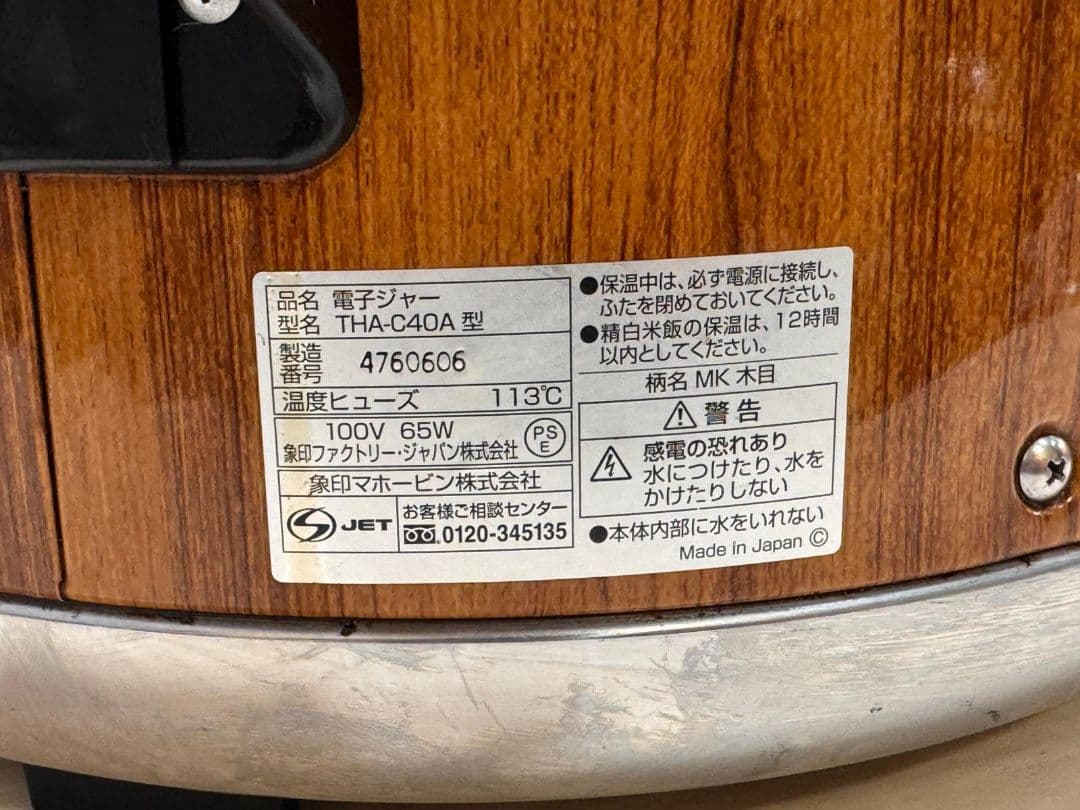 品名 電子ジャー
型名 THA-C40A 型
製造番号 4760606
温度ヒューズ 113℃
100V 65W
象印ファクトリー・ジャパン株式会社
PS
E
象印マホービン株式会社
JET
お客様ご相談センター
0120-345135
●保温中は、必ず電源に接続し、
ふたを閉めておいてください。
●精白米飯の保温は、12時間
以内としてください。
柄名 MK 木目
警告
感電の恐れあり
水につけたり、水を
かけたりしない
●本体内部に水をいれない
Made in Japan Ⓒ